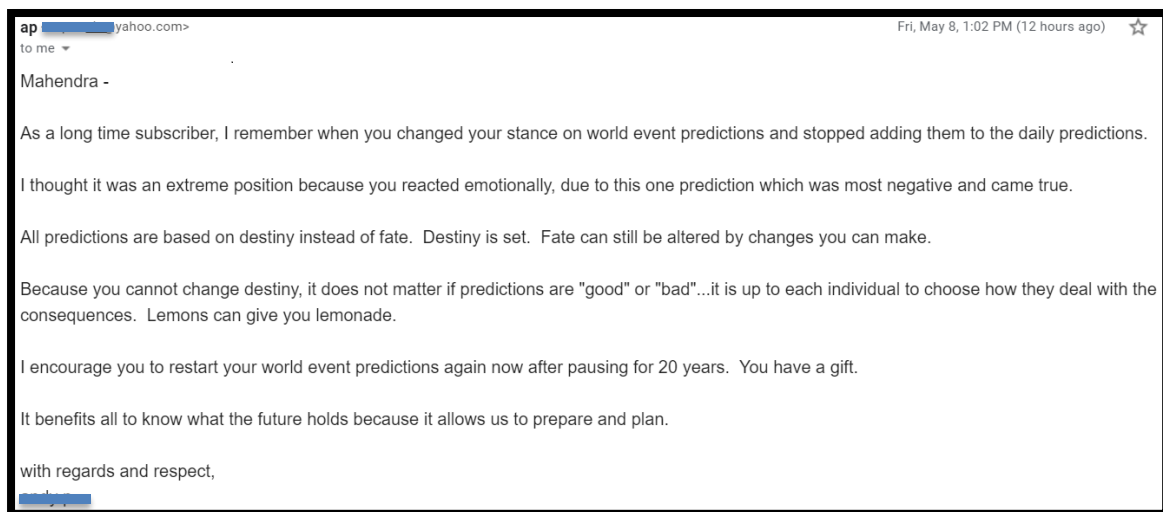 ap yahoo.com>
Fri, May 8, 1:02 PM (12 hours ago)
to me
Mahendra -
As a long time subscriber, I remember when you changed your stance on world event predictions and stopped adding them to the daily predictions.
I thought it was an extreme position because you reacted emotionally, due to this one prediction which was most negative and came true.
All predictions are based on destiny instead of fate.  Destiny is set.  Fate can still be altered by changes you can make.
Because you cannot change destiny, it does not matter if predictions are "good" or "bad"...it is up to each individual to choose how they deal with the
consequences.  Lemons can give you lemonade.
I encourage you to restart your world event predictions again now after pausing for 20 years.  You have a gift.
It benefits all to know what the future holds because it allows us to prepare and plan.
with regards and respect,